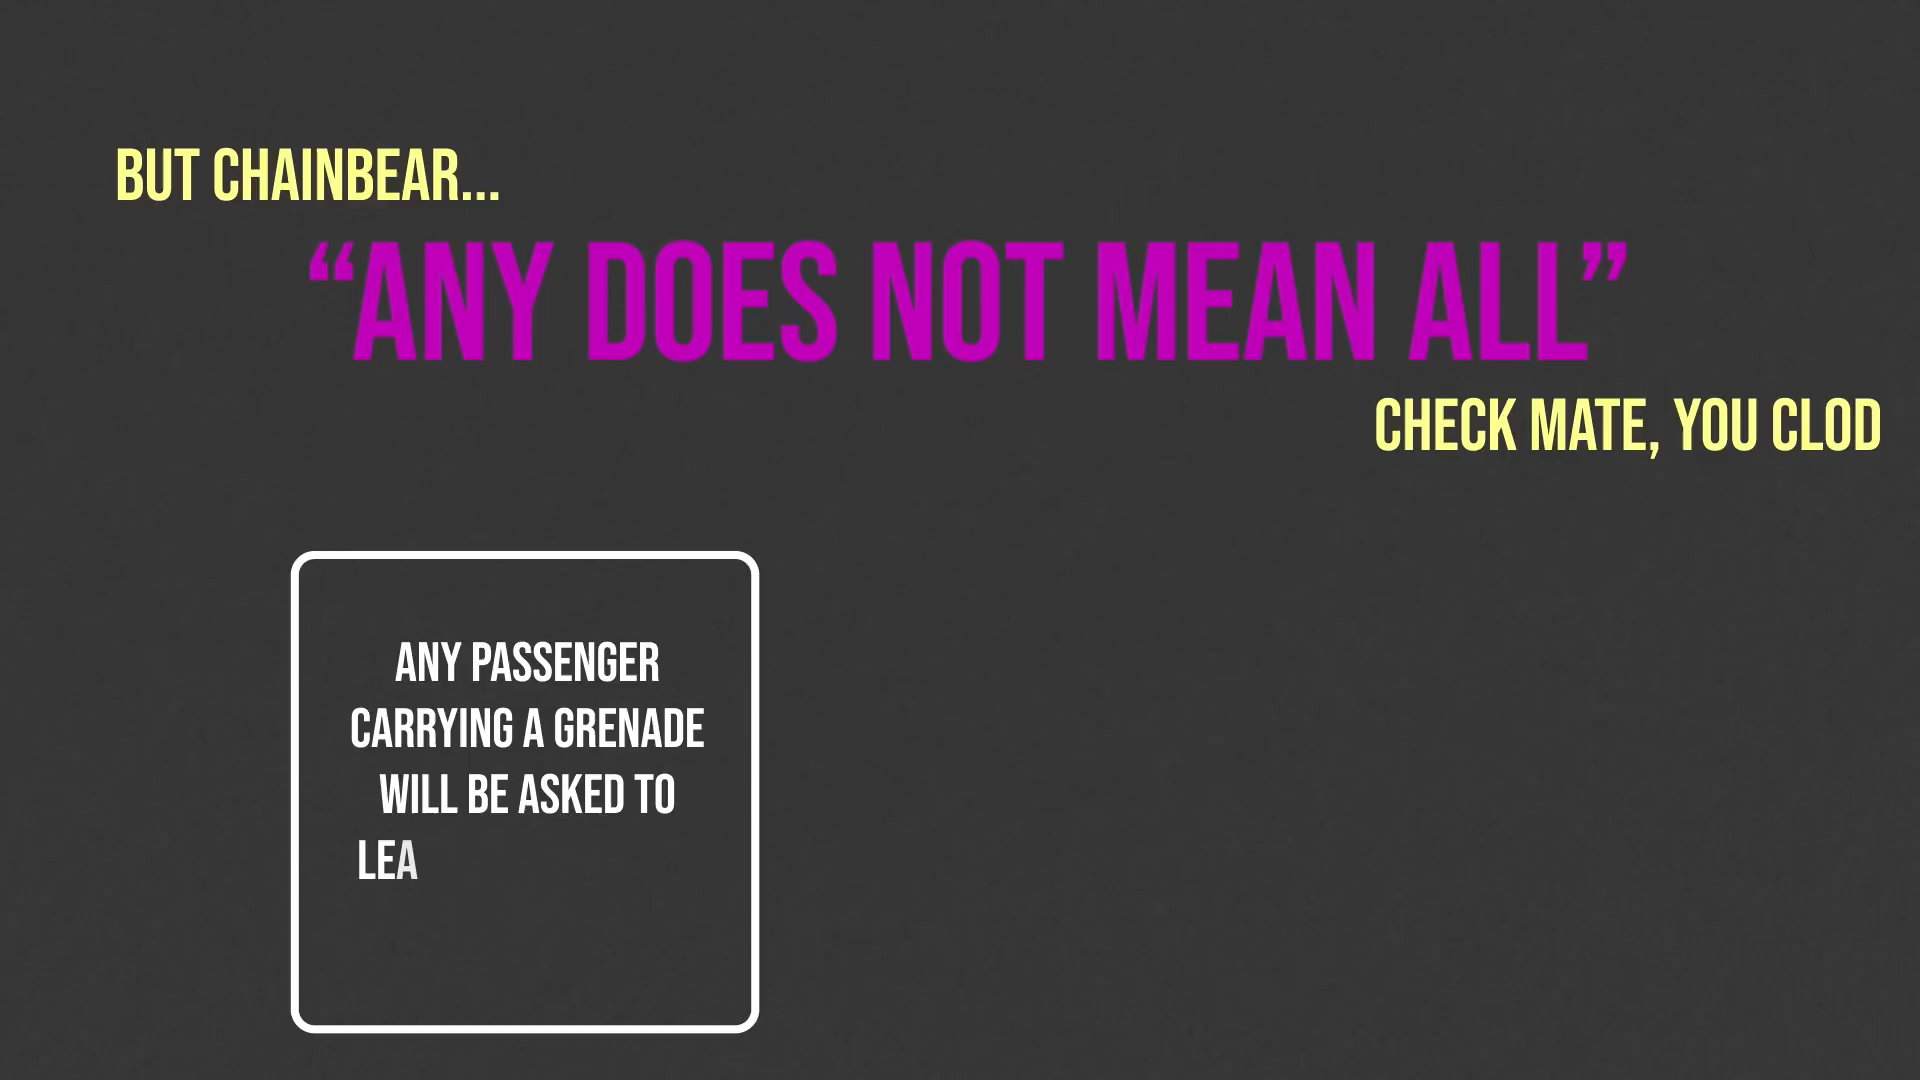 BUT CHAINBEAR...
“ANY DOES NOT MEAN ALL”
CHECK MATE, YOU CLOD
ANY PASSENGER
CARRYING A GRENADE
WILL BE ASKED TO
LEA